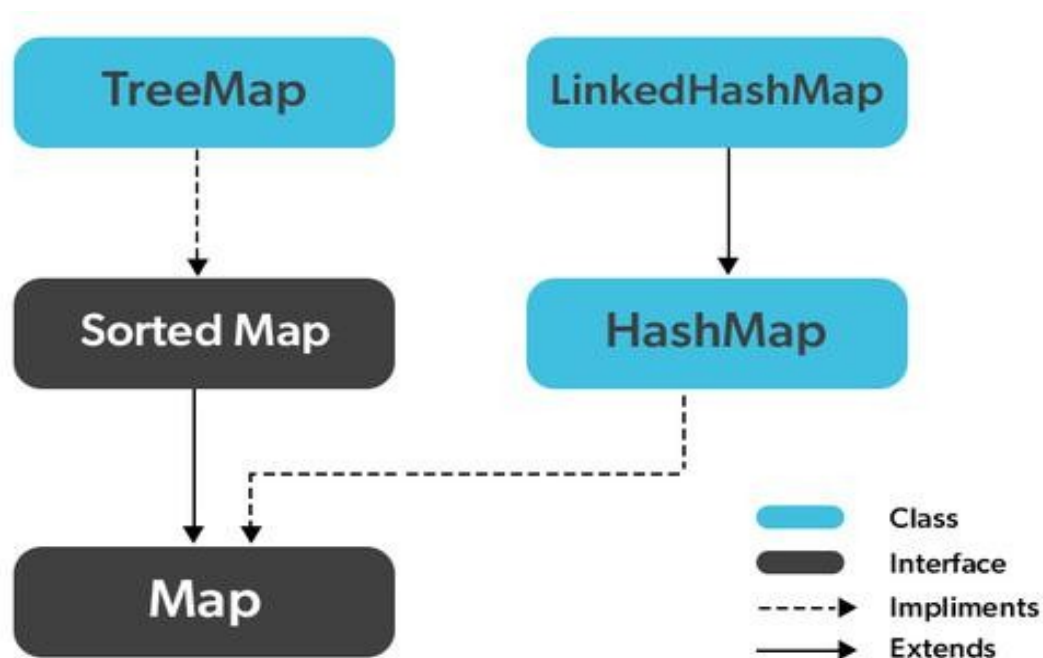 TreeMap
LinkedHashMap
Sorted Map
HashMap
Map
Class
Interface
Impliments
Extends